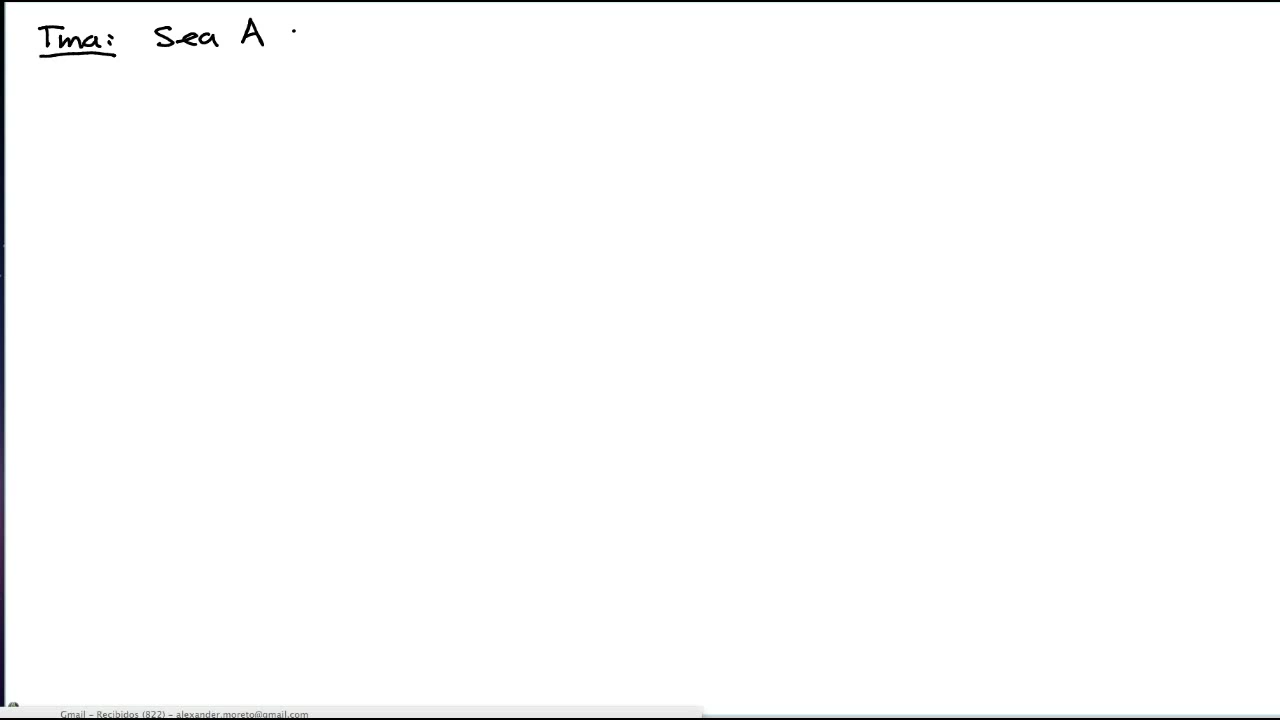 Tma: Sea A
Gmail – Recibidos (822) – alexander.moreto@gmail.com